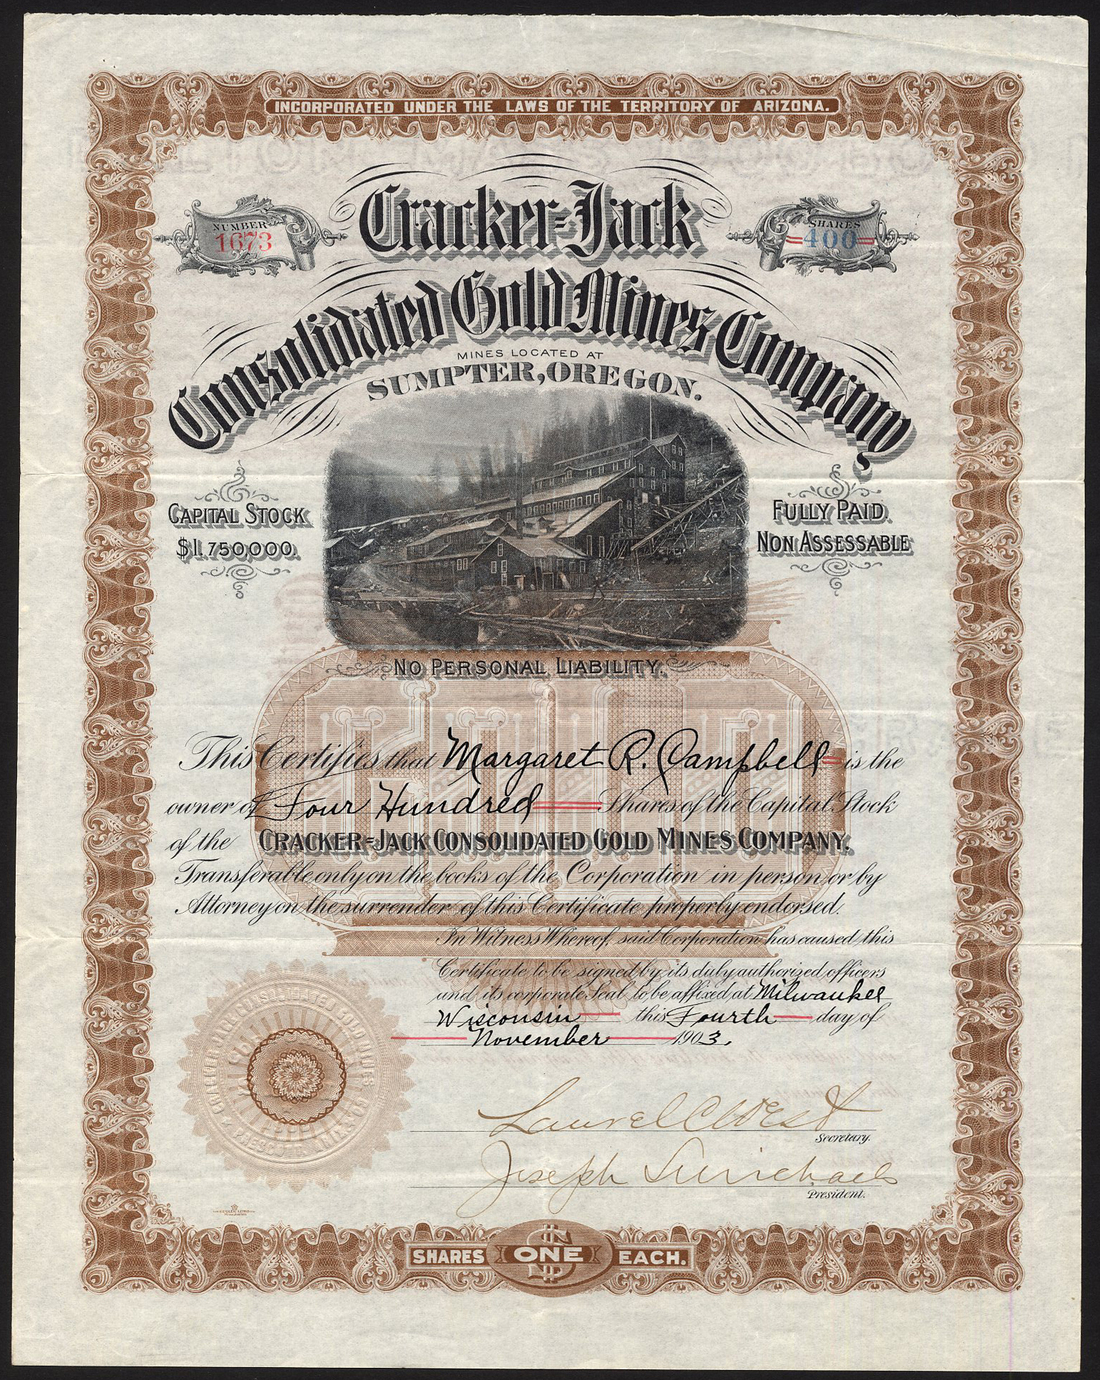 INCORPORATED UNDER THE LAWS OF THE TERRITORY OF ARIZONA.
NUMBER
1673
SHARES
=400=
Cracker-Jack
Consolidated Gold Mines Company
MINES LOCATED AT
SUMPTER, OREGON.
CAPITAL STOCK
$1,750,000.
FULLY PAID.
NON ASSESSABLE
NO PERSONAL LIABILITY.
GOLD
This Certifies that Margaret R. Campbell is the
owner of Four Hundred Shares of the Capital Stock
of the CRACKER-JACK CONSOLIDATED GOLD MINES COMPANY.
Transferable only on the books of the Corporation in person or by
Attorney on the surrender of this Certificate properly endorsed.
In Witness Whereof, said Corporation has caused this
Certificate to be signed by its duly authorized officers
and its corporate Seal to be affixed at Milwaukee
Wisconsin this Fourth day of
November 1903.
Laurel C West
Secretary.
Joseph
President.
SHARES ONE EACH.